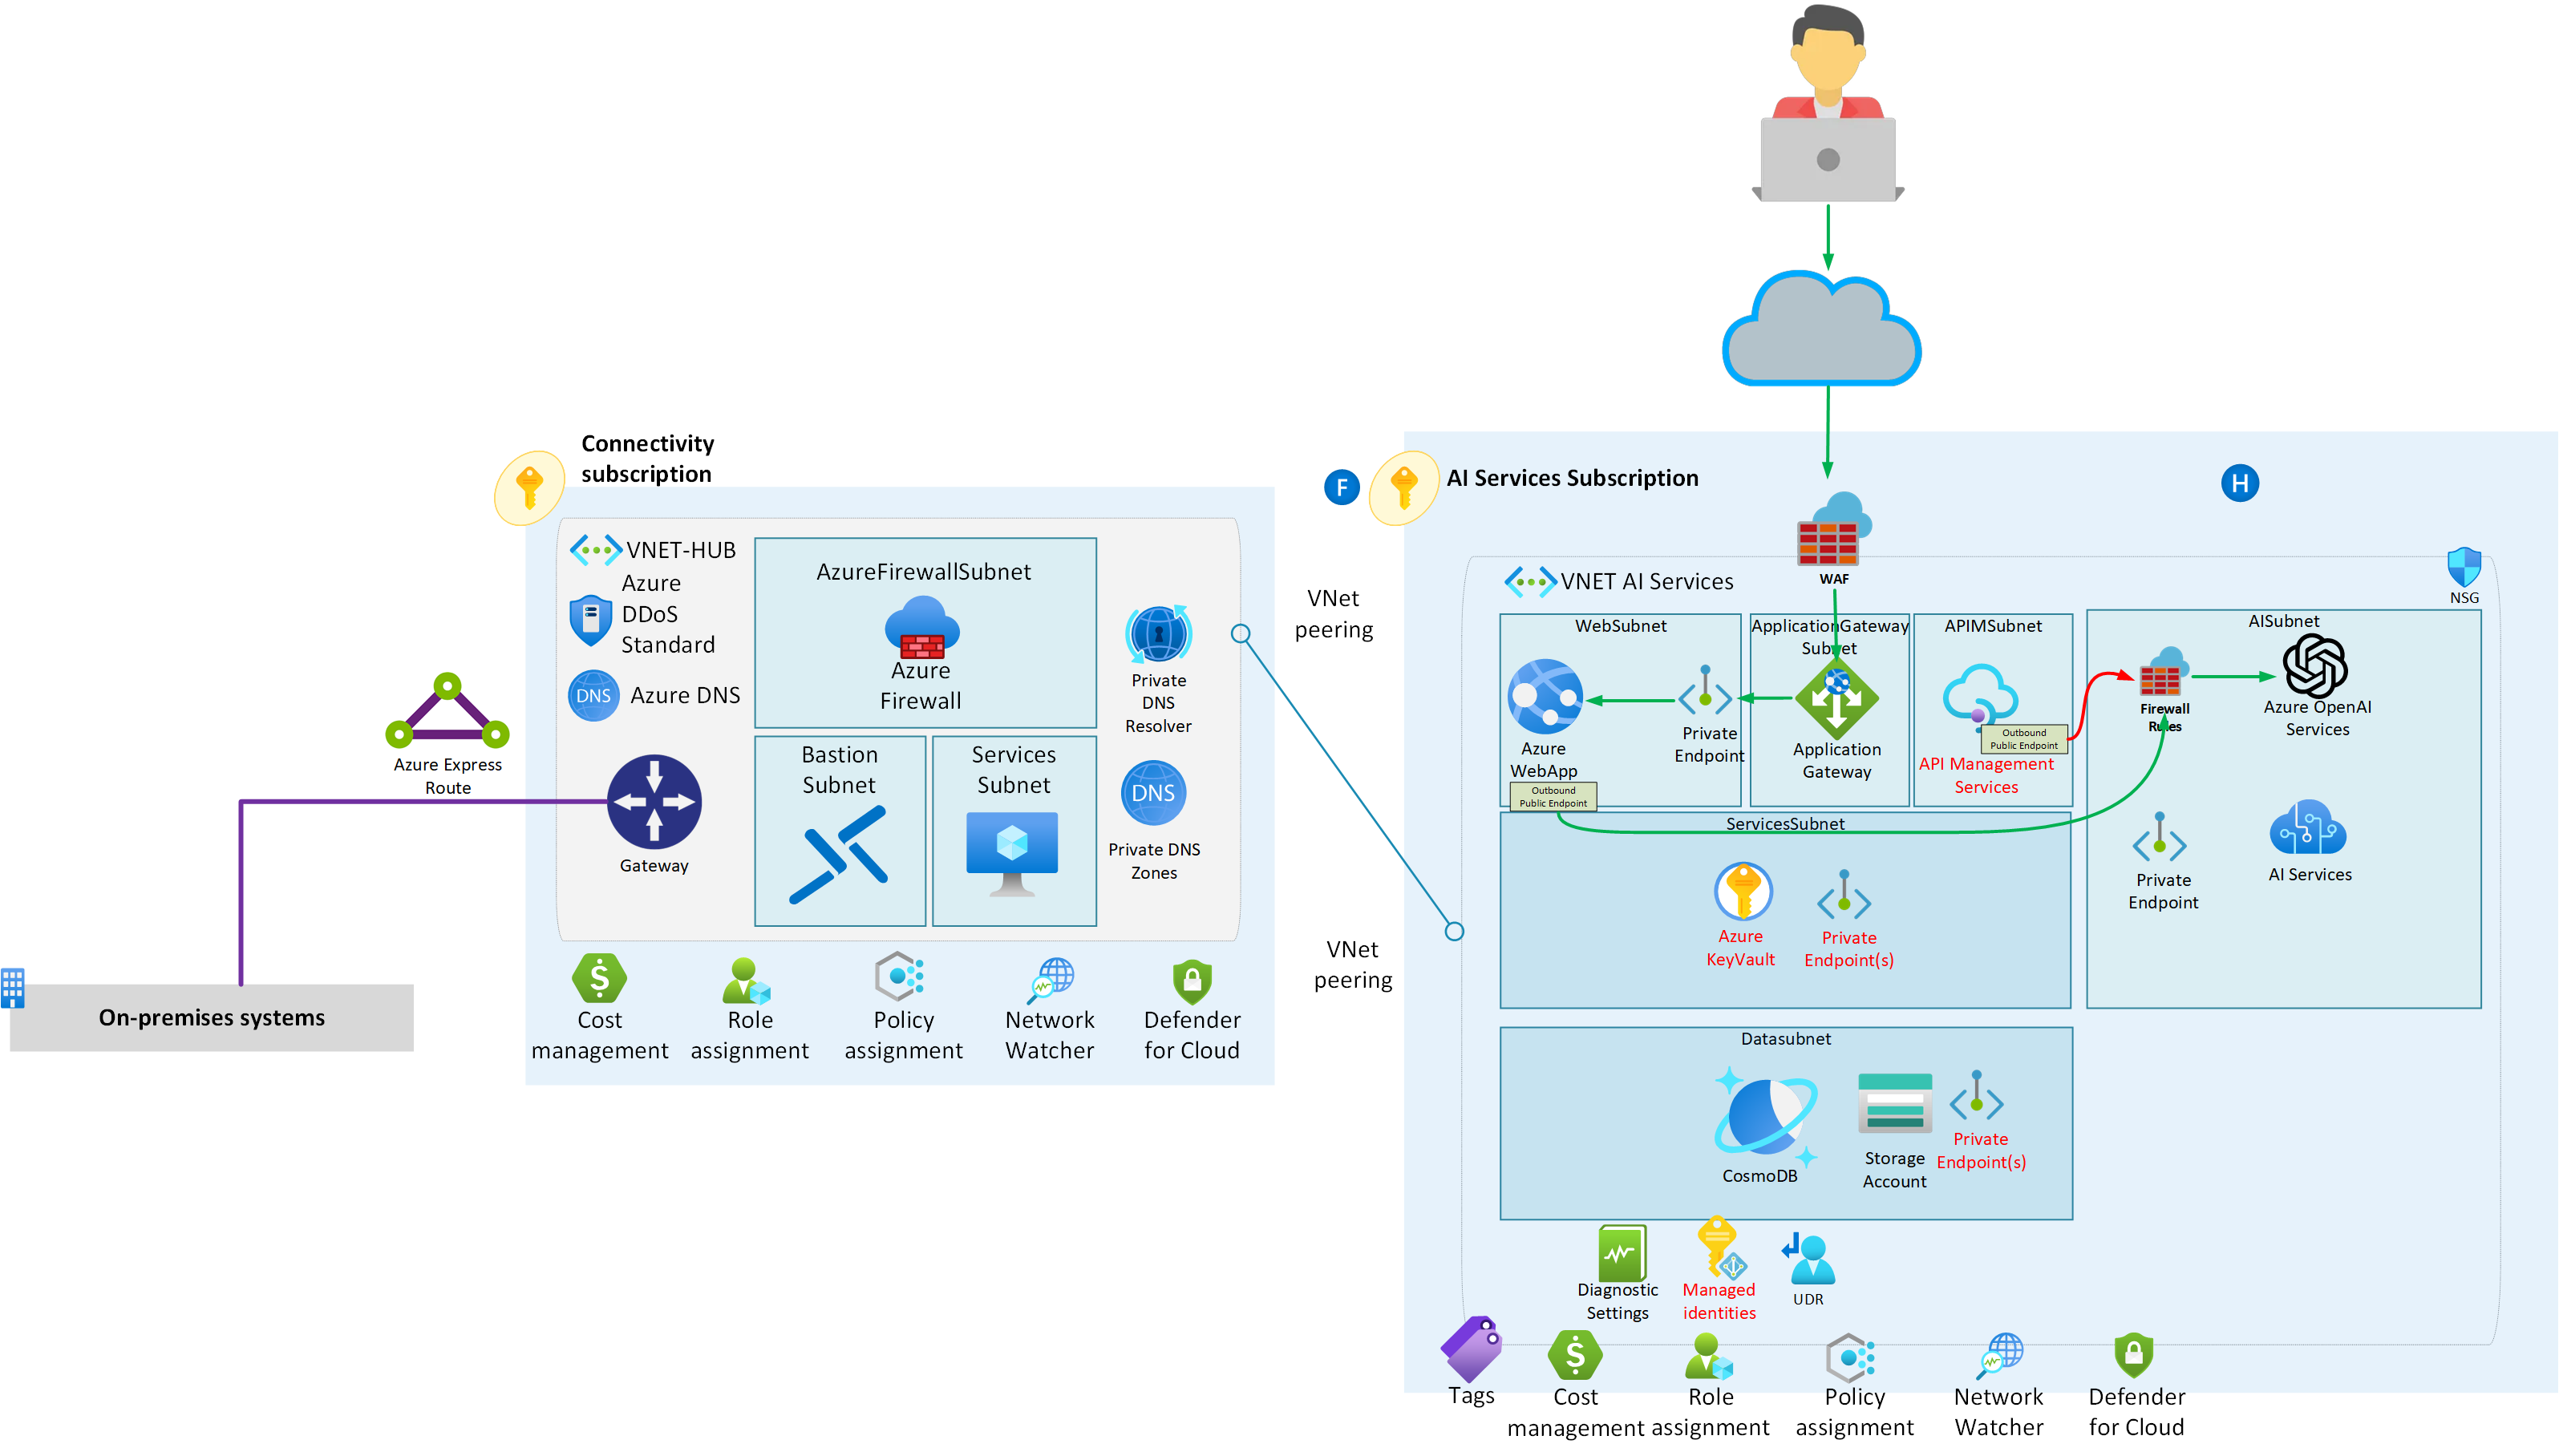 Connectivity
subscription
VNET-HUB
Azure
DDoS
Standard
DNS
Azure DNS
Gateway
AzureFirewallSubnet
Azure
Firewall
Bastion
Subnet
Services
Subnet
Private
DNS
Resolver
DNS
Private DNS
Zones
Azure Express
Route
On-premises systems
$
Cost
management
Role
assignment
Policy
assignment
Network
Watcher
Defender
for Cloud
VNet
peering
VNet
peering
F
AI Services Subscription
H
WAF
VNET AI Services
NSG
WebSubnet
Azure
WebApp
Outbound
Public Endpoint
Private
Endpoint
ApplicationGateway
Subnet
Application
Gateway
APIMSubnet
Outbound
Public Endpoint
API Management
Services
AISubnet
Firewall
Rules
Azure OpenAI
Services
Private
Endpoint
AI Services
ServicesSubnet
Azure
KeyVault
Private
Endpoint(s)
Datasubnet
CosmoDB
Storage
Account
Private
Endpoint(s)
Diagnostic
Settings
Managed
identities
UDR
Tags
$
Cost
management
Role
assignment
Policy
assignment
Network
Watcher
Defender
for Cloud